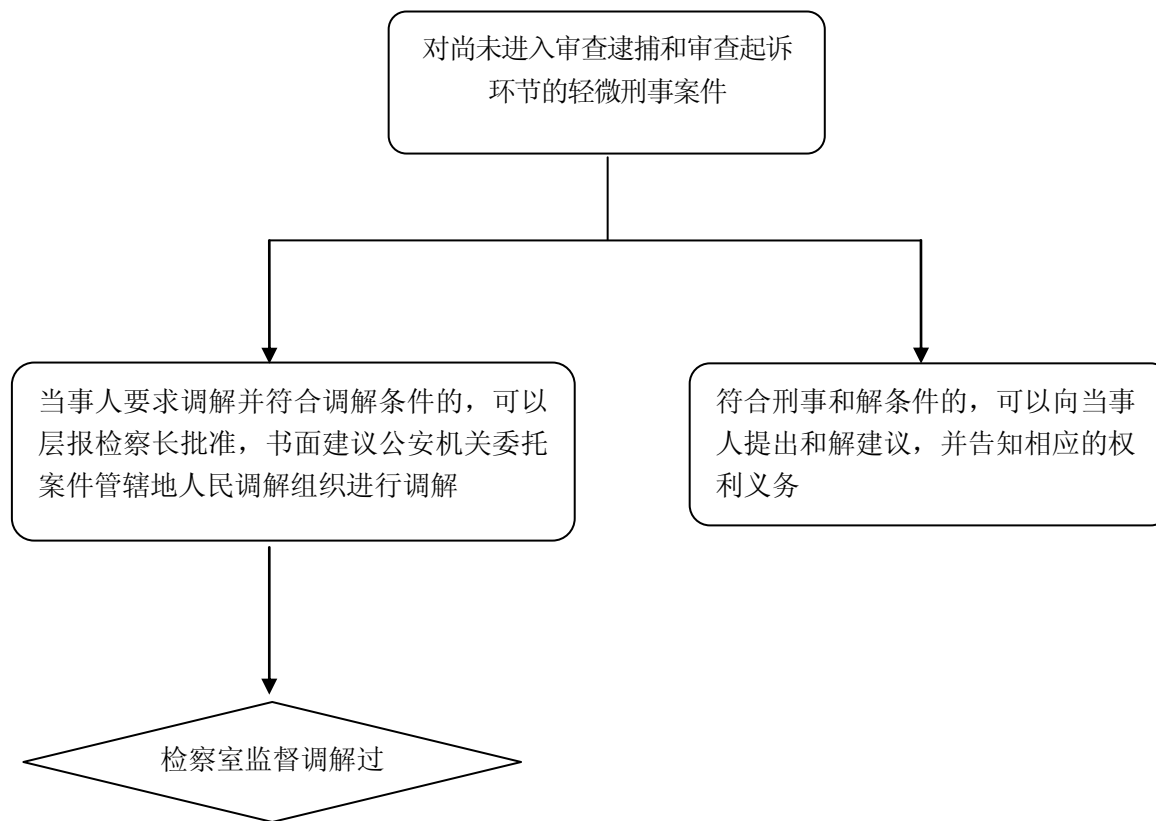 对尚未进入审查逮捕和审查起诉
环节的轻微刑事案件
当事人要求调解并符合调解条件的，可以
层报检察长批准，书面建议公安机关委托
案件管辖地人民调解组织进行调解
符合刑事和解条件的，可以向当事
人提出和解建议，并告知相应的权
利义务
检察室监督调解过